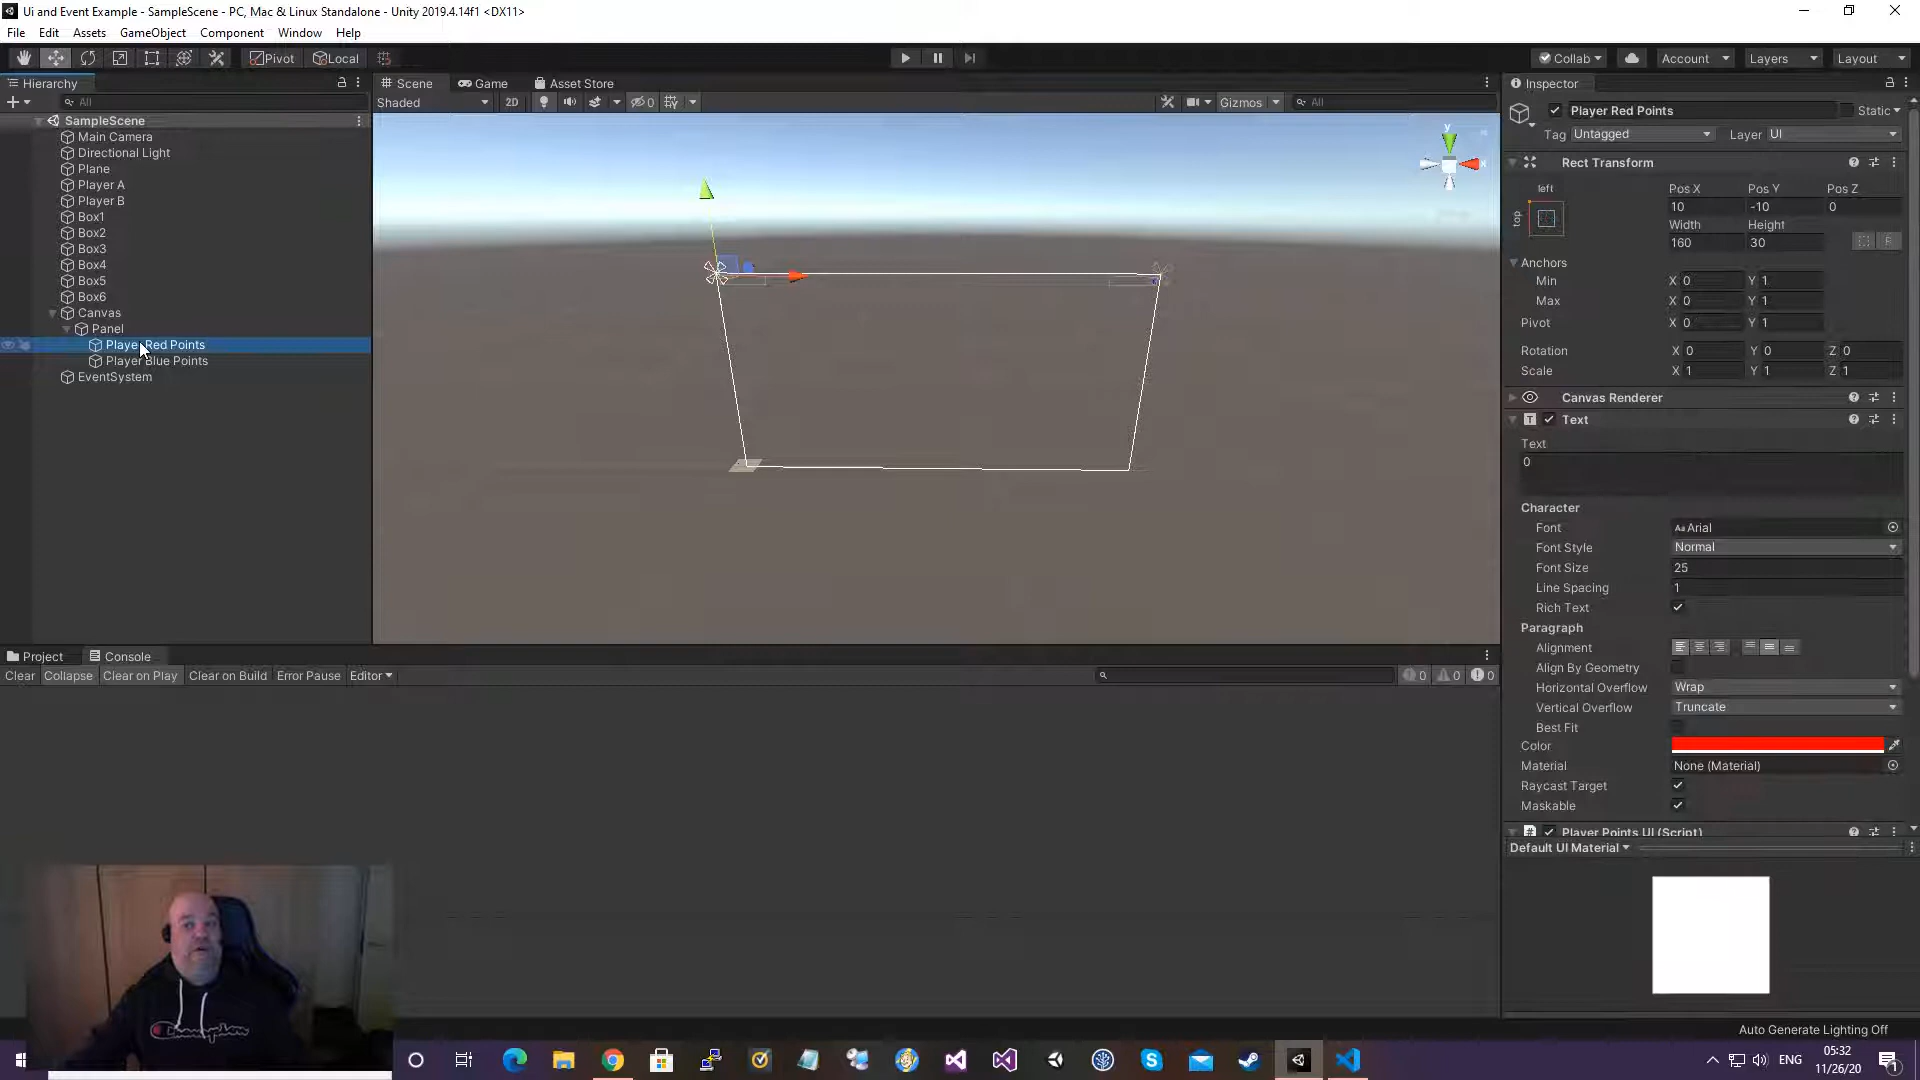 Ui and Event Example - SampleScene - PC, Mac & Linux Standalone - Unity 2019.4.14f1 <DX11>
File Edit Assets GameObject Component Window Help
Pivot Local Collab Account Layers Layout
Hierarchy
All
SampleScene
Main Camera
Directional Light
Plane
Player A
Player B
Box1
Box2
Box3
Box4
Box5
Box6
Canvas
Panel
Player Red Points
Player Blue Points
EventSystem
Scene Game Asset Store
Shaded 2D 0 Gizmos All
y
x
Inspector
Player Red Points Static
Tag Untagged Layer UI
Rect Transform
left
top
Pos X Pos Y Pos Z
10 -10 0
Width Height
160 30 R
Anchors
Min X 0 Y 1
Max X 0 Y 1
Pivot X 0 Y 1
Rotation X 0 Y 0 Z 0
Scale X 1 Y 1 Z 1
Canvas Renderer
Text
Text
0
Character
Font Aa Arial
Font Style Normal
Font Size 25
Line Spacing 1
Rich Text
Paragraph
Alignment
Align By Geometry
Horizontal Overflow Wrap
Vertical Overflow Truncate
Best Fit
Color
Material None (Material)
Raycast Target
Maskable
Player Points UI (Script)
Default UI Material
Project Console
Clear Collapse Clear on Play Clear on Build Error Pause Editor 0 0 0
Champion
Auto Generate Lighting Off
ENG
05:32
11/26/20
1